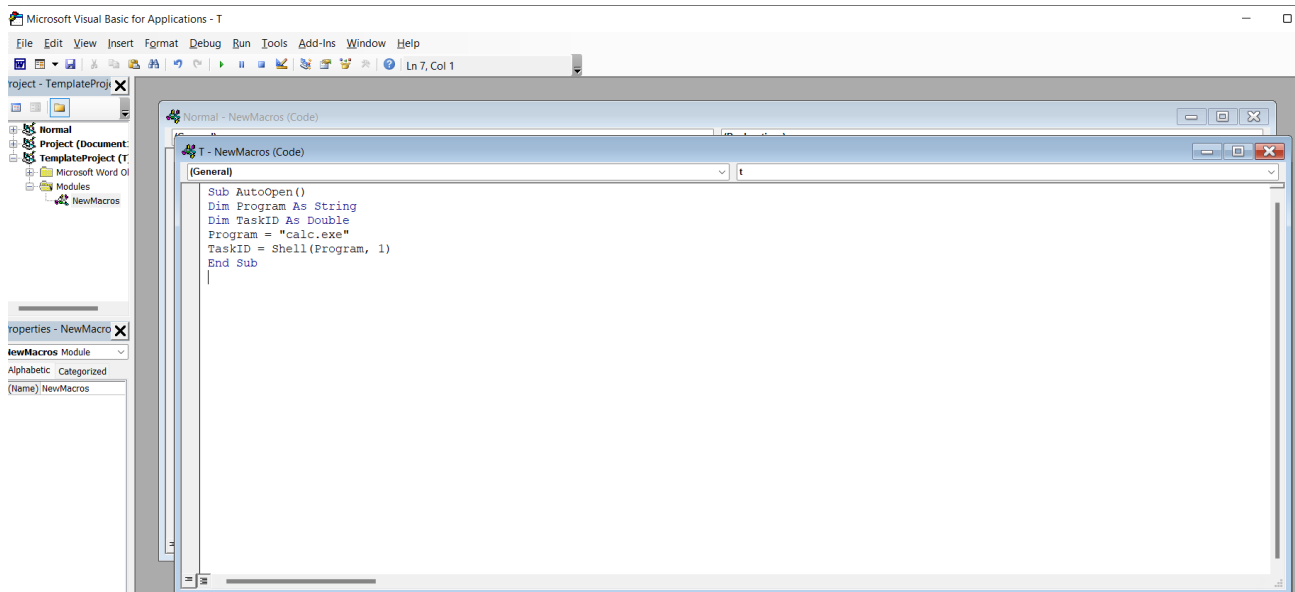 Microsoft Visual Basic for Applications - T
File Edit View Insert Format Debug Run Tools Add-Ins Window Help
Ln 7, Col 1
roject - TemplateProje
Normal
Project (Document
TemplateProject (T
Microsoft Word Ol
Modules
NewMacros
Normal - NewMacros (Code)
T - NewMacros (Code)
(General)
t
Sub AutoOpen()
Dim Program As String
Dim TaskID As Double
Program = "calc.exe"
TaskID = Shell(Program, 1)
End Sub
roperties - NewMacro
NewMacros Module
Alphabetic Categorized
(Name) NewMacros